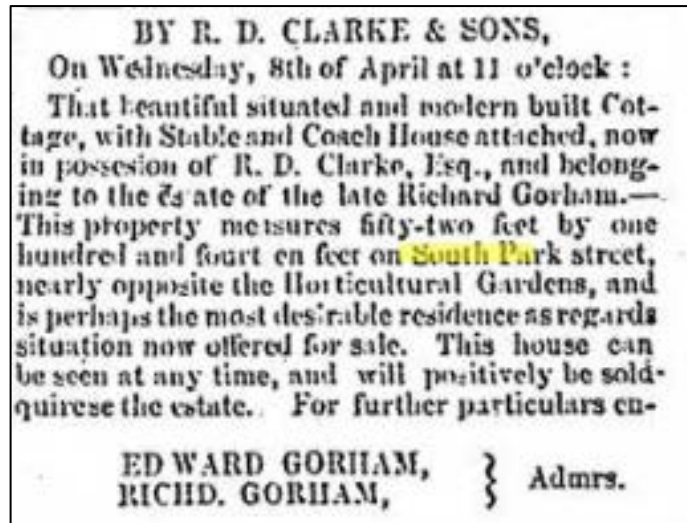 BY R. D. CLARKE & SONS,
On Wednesday, 8th of April at 11 o'clock :
That beautiful situated and modern built Cot-
tage, with Stable and Coach House attached, now
in possesion of R. D. Clarke, Esq., and belong-
ing to the Estate of the late Richard Gorham.—
This property measures fifty-two feet by one
hundred and fourt en feet on South Park street,
nearly opposite the Horticultural Gardens, and
is perhaps the most desirable residence as regards
situation now offered for sale. This house can
be seen at any time, and will positively be sold-
quirese the estate. For further particulars en-
EDWARD GORHAM,
RICHD. GORHAM, } Admrs.